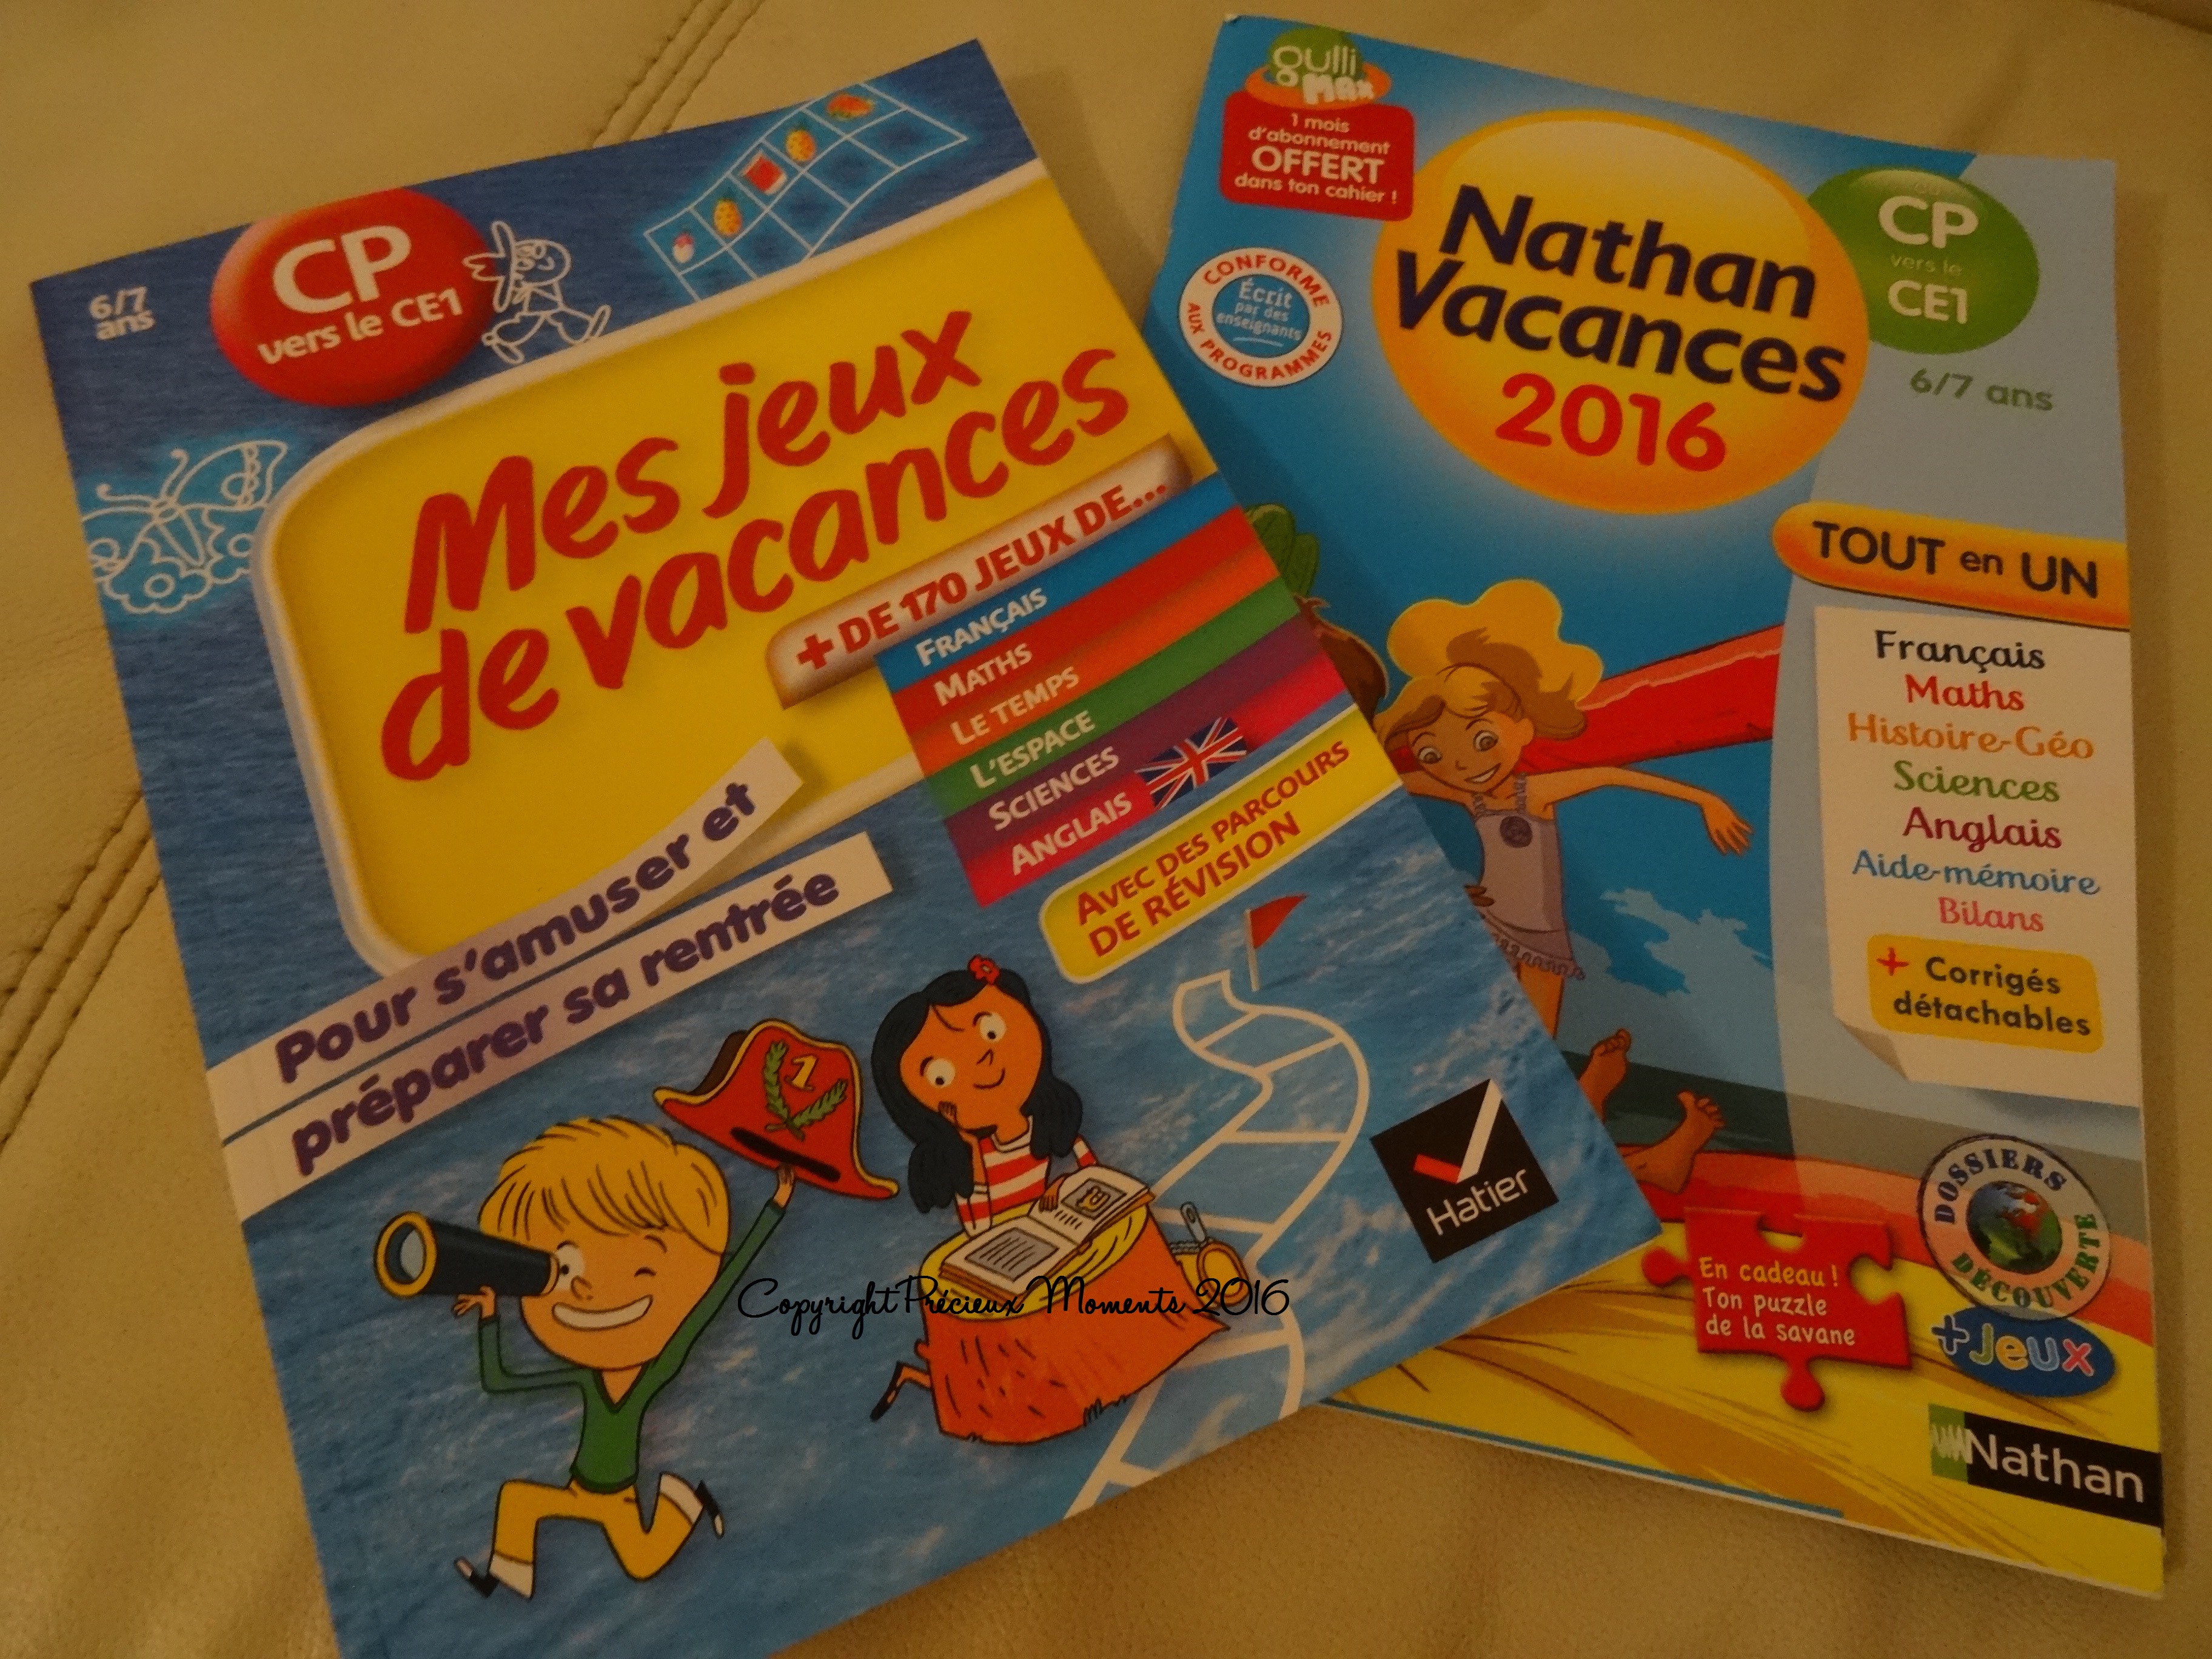 6/7
ans
CP
vers le CE1
Mes jeux
de vacances
+ DE 170 JEUX DE...
FRANÇAIS
MATHS
LE TEMPS
L'ESPACE
SCIENCES
ANGLAIS
AVEC DES PARCOURS
DE RÉVISION
Pour s'amuser et
préparer sa rentrée
1
Hatier
gulli
MAX
1 mois
d'abonnement
OFFERT
dans ton cahier !
CONFORME
AUX PROGRAMMES
Écrit
par des
enseignants
Nathan
Vacances
2016
DU
CP
vers le
CE1
6/7 ans
TOUT en UN
Français
Maths
Histoire-Géo
Sciences
Anglais
Aide-mémoire
Bilans
+ Corrigés
détachables
DOSSIERS
DÉCOUVERTE
En cadeau !
Ton puzzle
de la savane
+Jeux
Nathan
Copyright Précieux Moments 2016